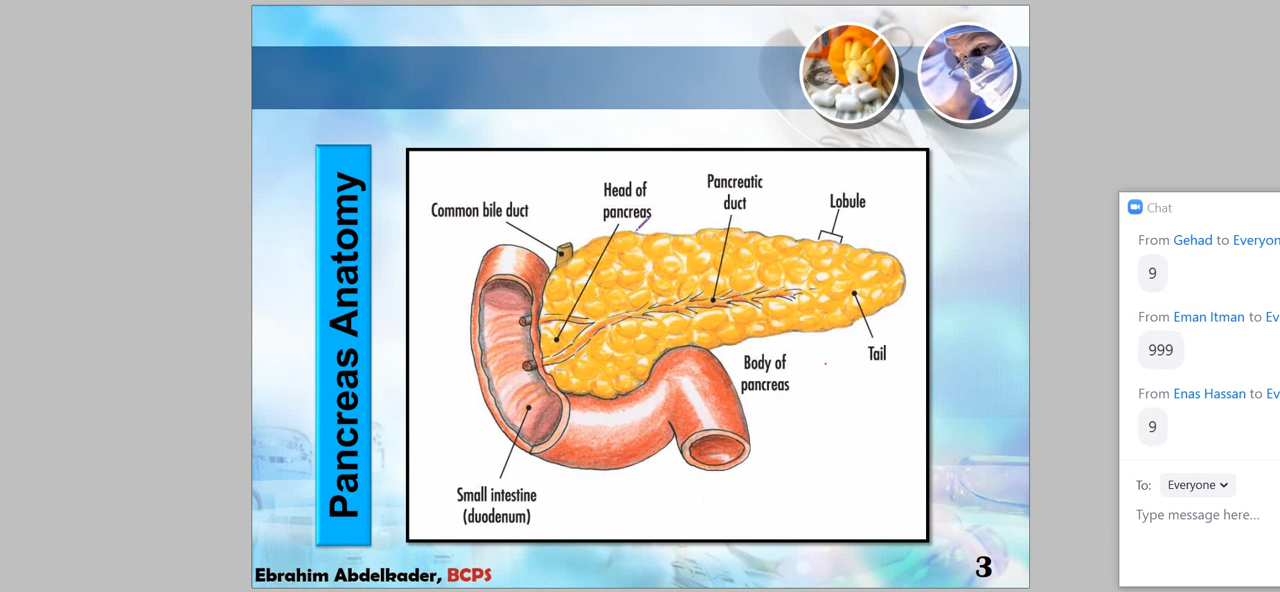 Pancreas Anatomy
Common bile duct
Head of
pancreas
Pancreatic
duct
Lobule
Tail
Body of
pancreas
Small intestine
(duodenum)
Ebrahim Abdelkader, BCPS
3
Chat
From Gehad to Everyon
9
From Eman Itman to Ev
999
From Enas Hassan to Ev
9
To: Everyone
Type message here...